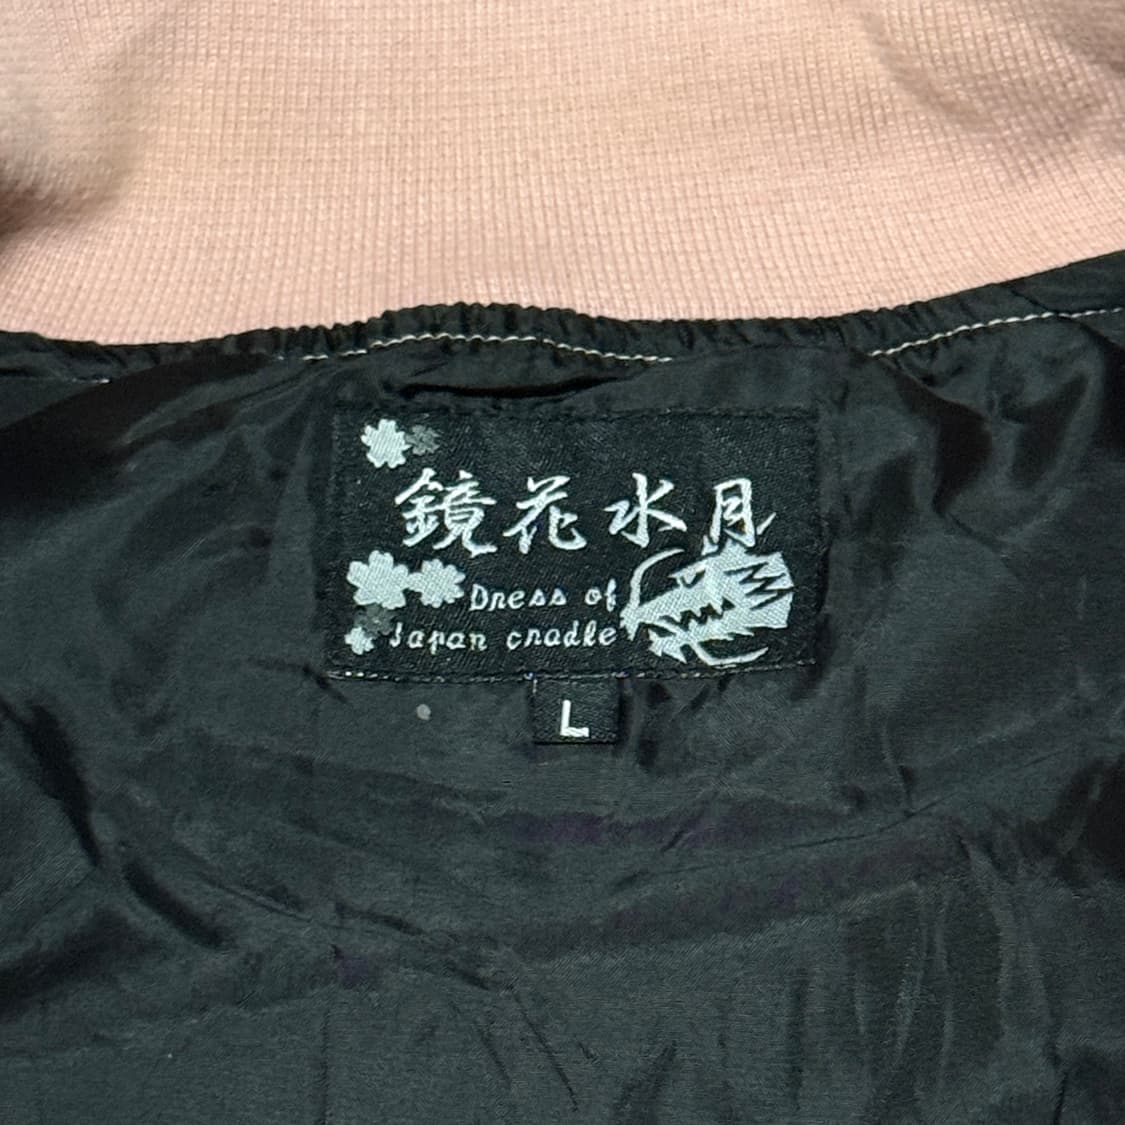 鏡花水月
Dress of
Japan cradle
L